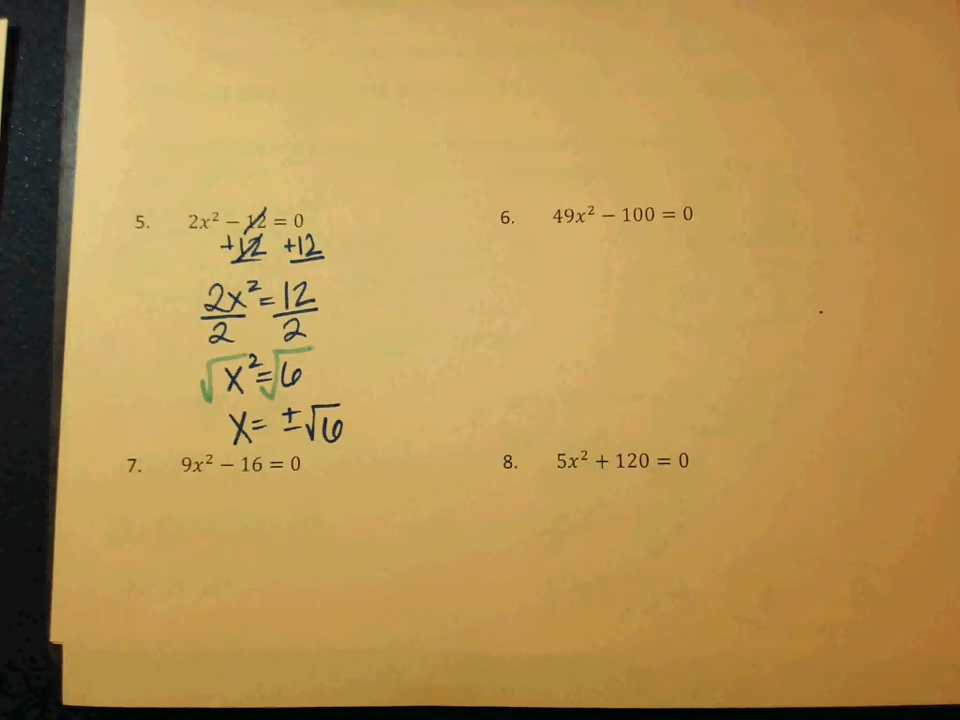 5. 2x² − 12 = 0
+12 +12
2x² = 12
2 2
√x² = √6
x = ±√6
6. 49x² − 100 = 0
7. 9x² − 16 = 0
8. 5x² + 120 = 0